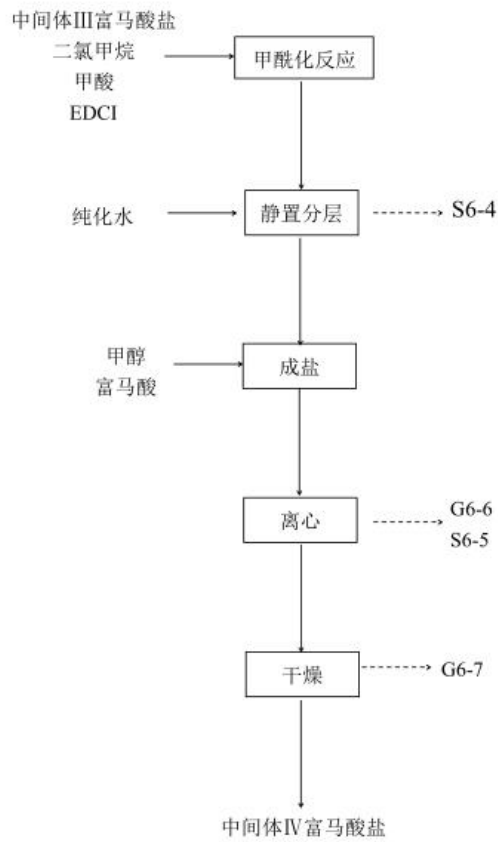 中间体Ⅲ富马酸盐
二氯甲烷
甲酸
EDCI
甲酰化反应
纯化水
静置分层
S6-4
甲醇
富马酸
成盐
离心
G6-6
S6-5
干燥
G6-7
中间体Ⅳ富马酸盐